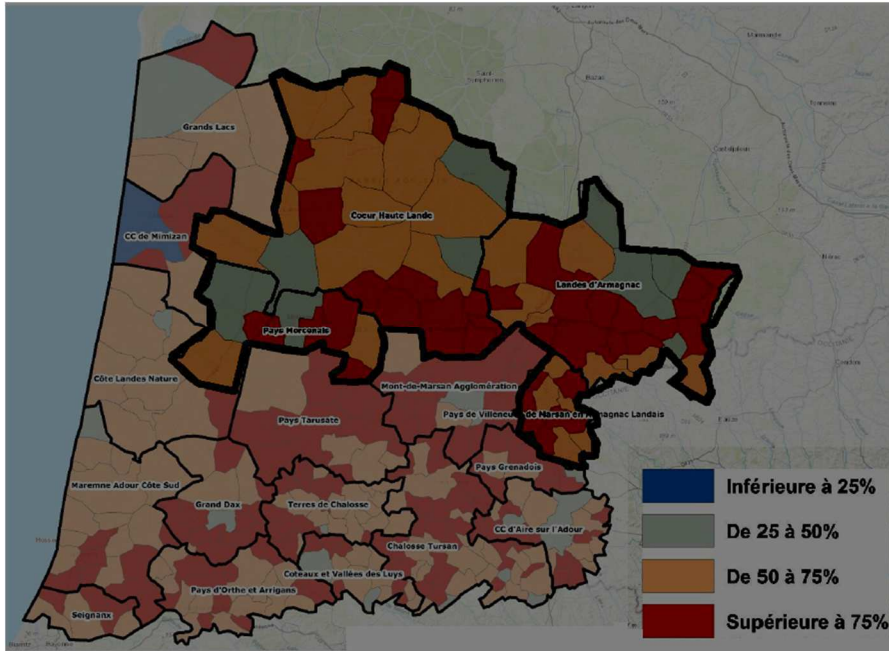 Grands Lacs
CC de Mimizan
Coeur Haute Lande
Landes d'Armagnac
Pays Morcenais
Côte Landes Nature
Mont-de-Marsan Agglomération
Pays Tarusate
Pays de Villeneuve de Marsan en Armagnac Landais
Maremne Adour Côte Sud
Grand Dax
Terres de Chalosse
Pays Grenadois
CC d'Aire sur l'Adour
Chalosse Tursan
Coteaux et Vallées des Luys
Pays d'Orthe et Arrigans
Seignanx
Inférieure à 25%
De 25 à 50%
De 50 à 75%
Supérieure à 75%